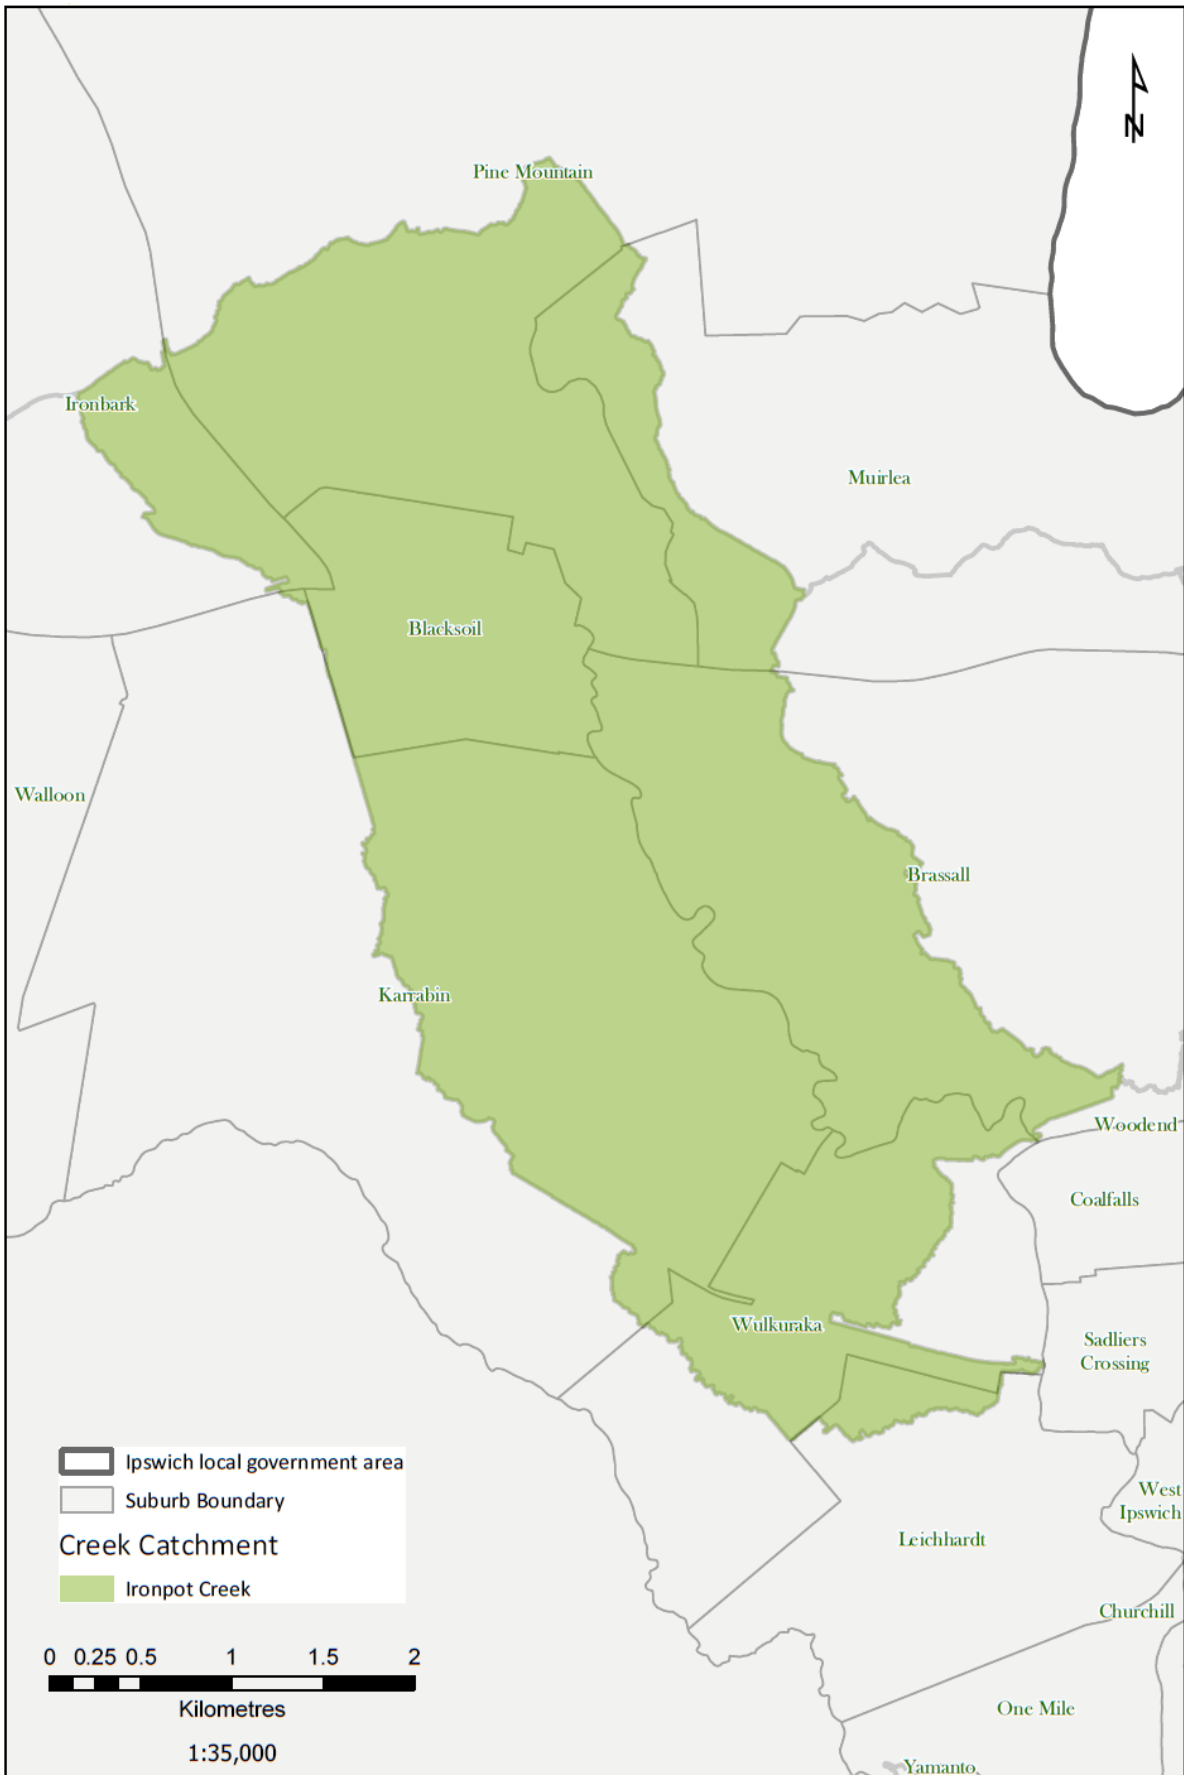 N
Pine Mountain
Ironbark
Muirlea
Blacksoil
Walloon
Brassall
Karrabin
Woodend
Coalfalls
Wulkuraka
Sadliers
Crossing
Ipswich local government area
Suburb Boundary
Creek Catchment
Ironpot Creek
West
Ipswich
Leichhardt
Churchill
0 0.25 0.5 1 1.5 2
Kilometres
1:35,000
One Mile
Yamanto